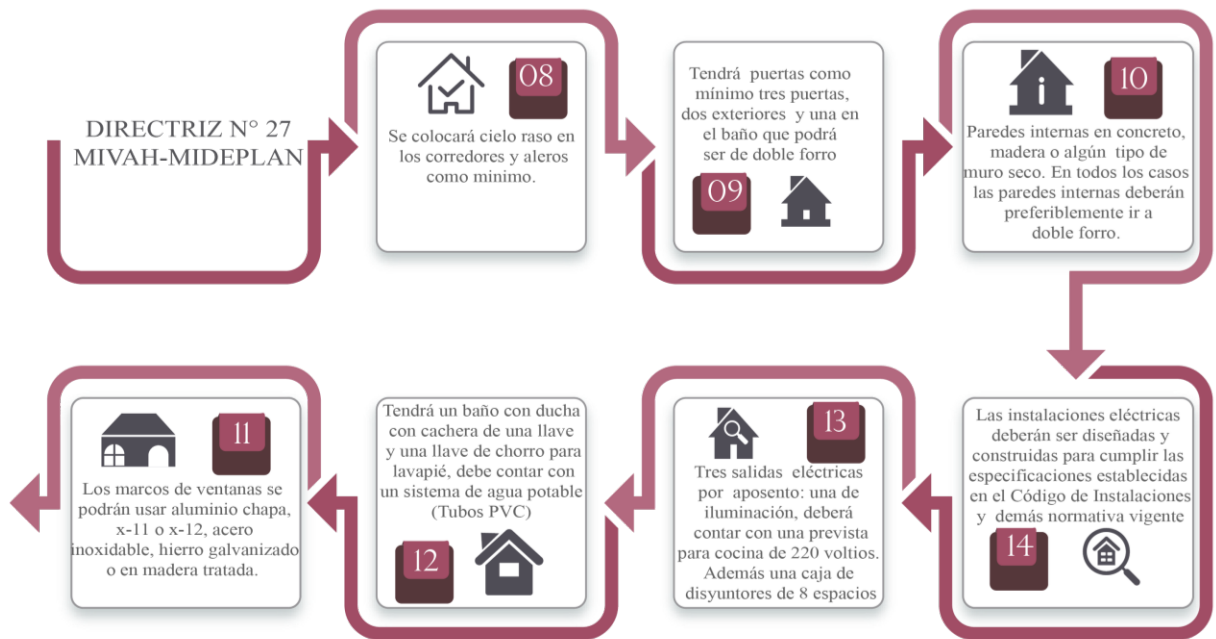 DIRECTRIZ N° 27
MIVAH-MIDEPLAN
08
Se colocará cielo raso en
los corredores y aleros
como minimo.
Tendrá puertas como
mínimo tres puertas,
dos exteriores y una en
el baño que podrá
ser de doble forro
09
10
Paredes internas en concreto,
madera o algún tipo de
muro seco. En todos los casos
las paredes internas deberán
preferiblemente ir a
doble forro.
11
Los marcos de ventanas se
podrán usar aluminio chapa,
x-11 o x-12, acero
inoxidable, hierro galvanizado
o en madera tratada.
Tendrá un baño con ducha
con cachera de una llave
y una llave de chorro para
lavapié, debe contar con
un sistema de agua potable
(Tubos PVC)
12
13
Tres salidas eléctricas
por aposento: una de
iluminación, deberá
contar con una prevista
para cocina de 220 voltios.
Además una caja de
disyuntores de 8 espacios
Las instalaciones eléctricas
deberán ser diseñadas y
construidas para cumplir las
especificaciones establecidas
en el Código de Instalaciones
y demás normativa vigente
14